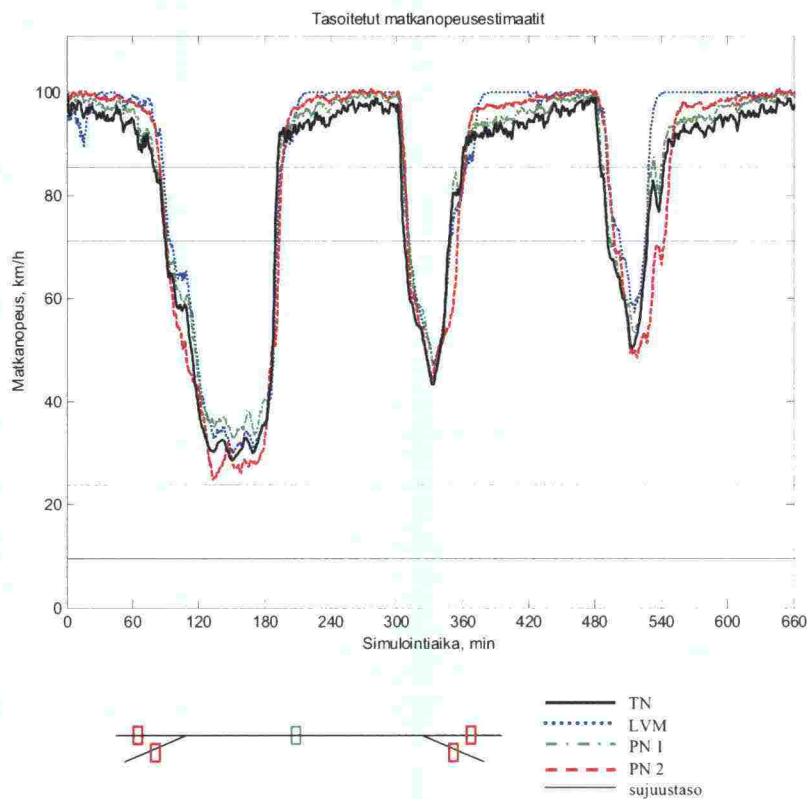 Tasoitetut matkanopeusestimaatit
100
80
60
40
20
0
Matkanopeus, km/h
0 60 120 180 240 300 360 420 480 540 600 660
Simulointiaika, min
TN
LVM
PN 1
PN 2
sujuustaso